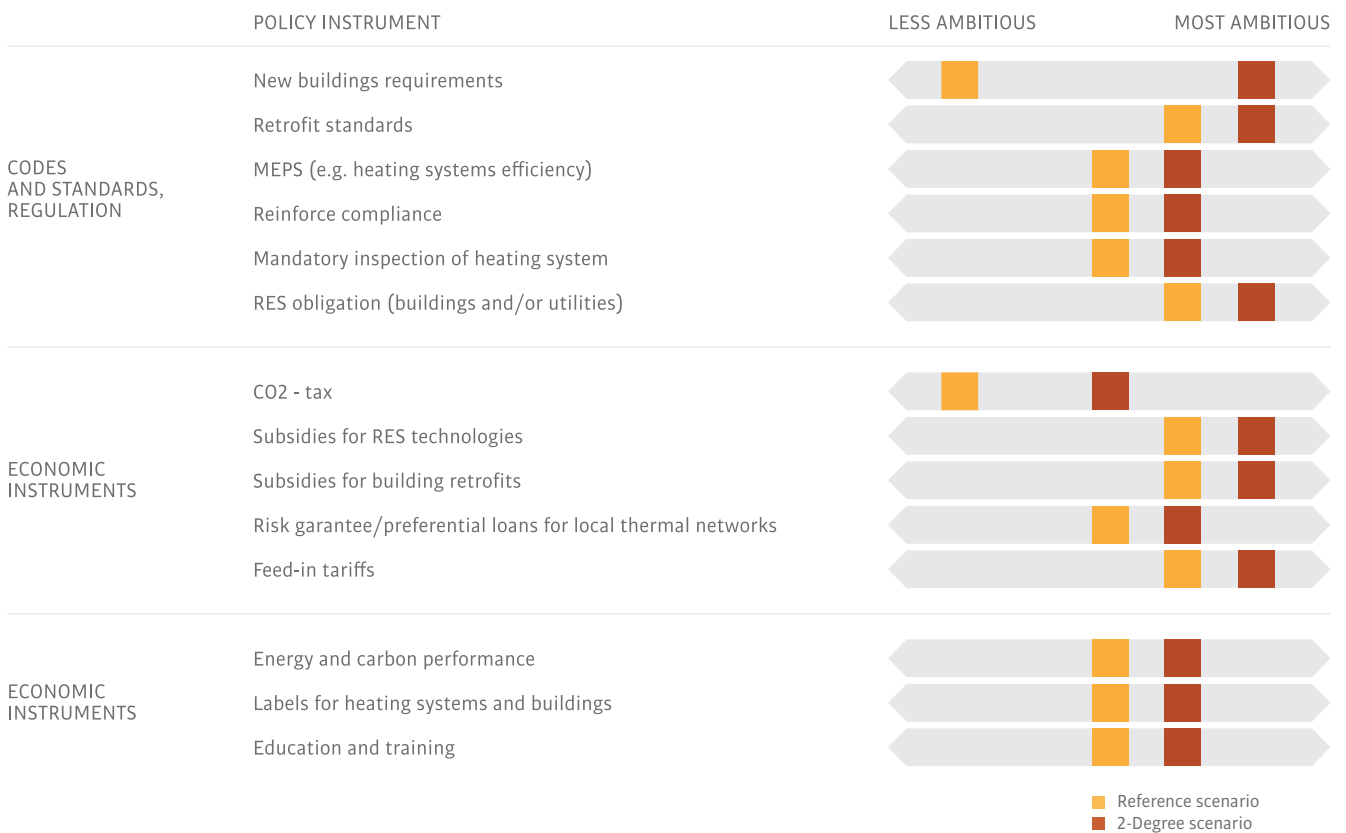 POLICY INSTRUMENT LESS AMBITIOUS MOST AMBITIOUS
CODES
AND STANDARDS,
REGULATION
New buildings requirements
Retrofit standards
MEPS (e.g. heating systems efficiency)
Reinforce compliance
Mandatory inspection of heating system
RES obligation (buildings and/or utilities)
ECONOMIC
INSTRUMENTS
CO2 - tax
Subsidies for RES technologies
Subsidies for building retrofits
Risk garantee/preferential loans for local thermal networks
Feed-in tariffs
ECONOMIC
INSTRUMENTS
Energy and carbon performance
Labels for heating systems and buildings
Education and training
Reference scenario
2-Degree scenario